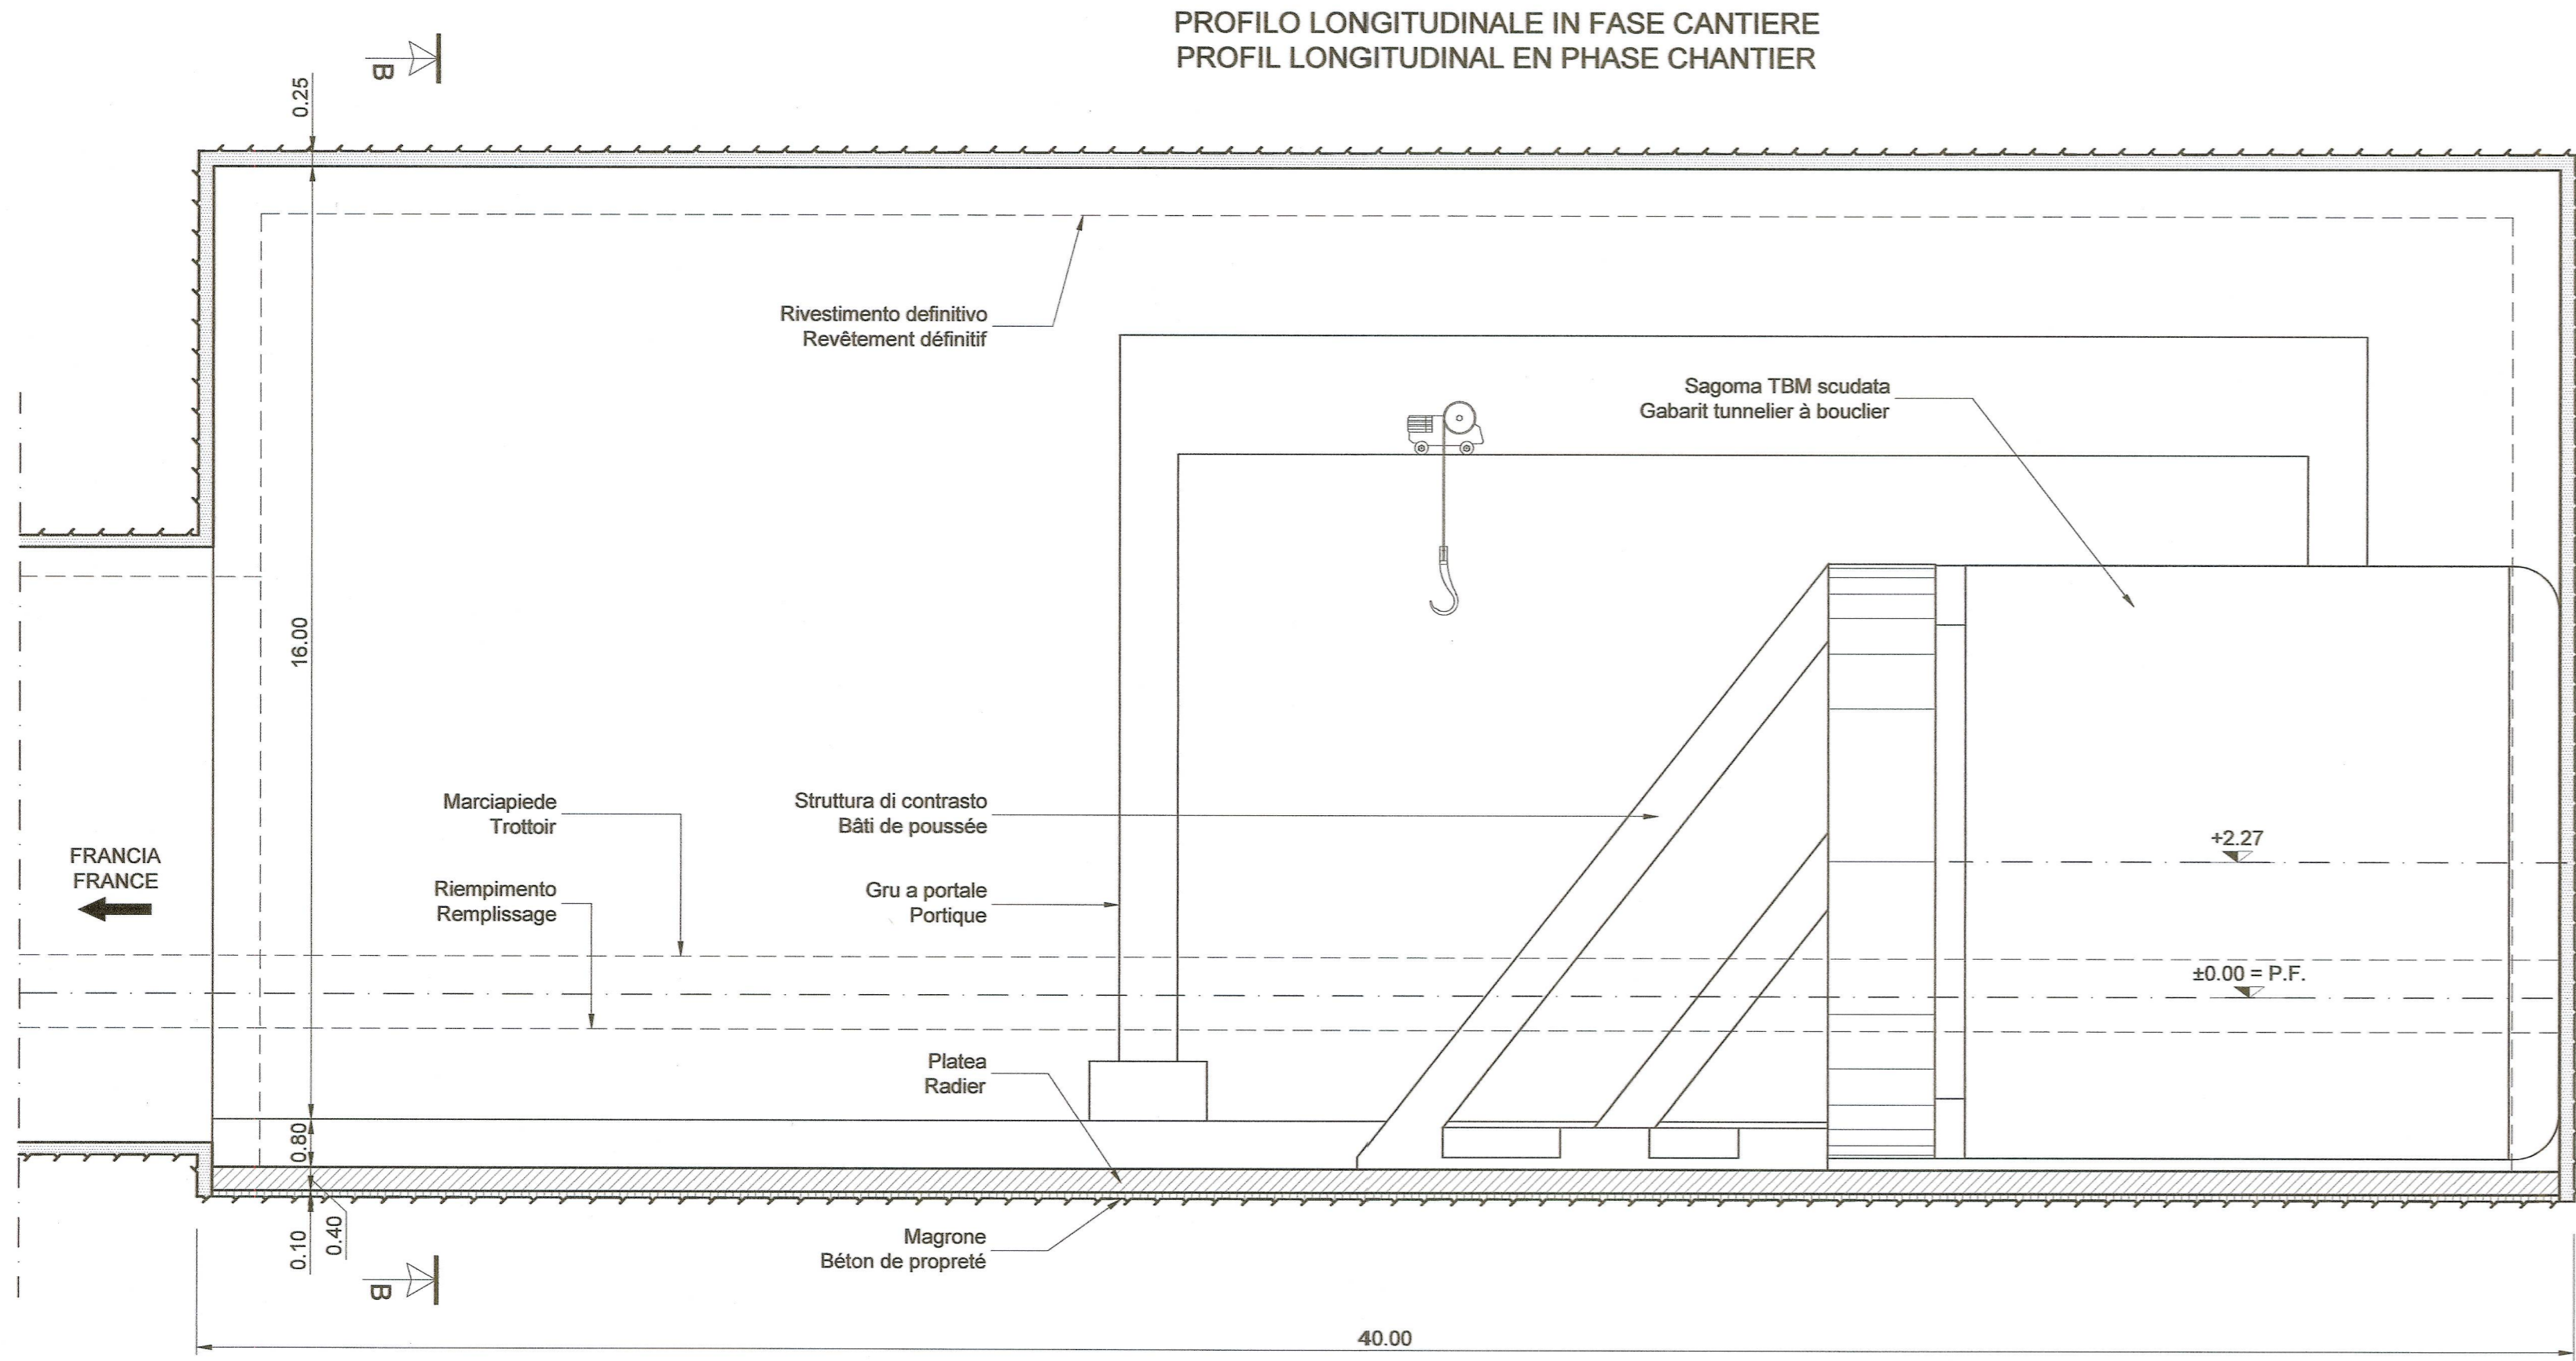 PROFILO LONGITUDINALE IN FASE CANTIERE
PROFIL LONGITUDINAL EN PHASE CHANTIER
B
0.25
Rivestimento definitivo
Revêtement définitif
Sagoma TBM scudata
Gabarit tunnelier à bouclier
16.00
Marciapiede
Trottoir
Struttura di contrasto
Bâti de poussée
+2.27
FRANCIA
FRANCE
Riempimento
Remplissage
Gru a portale
Portique
±0.00 = P.F.
Platea
Radier
0.80
0.40
0.10
Magrone
Béton de propreté
B
40.00